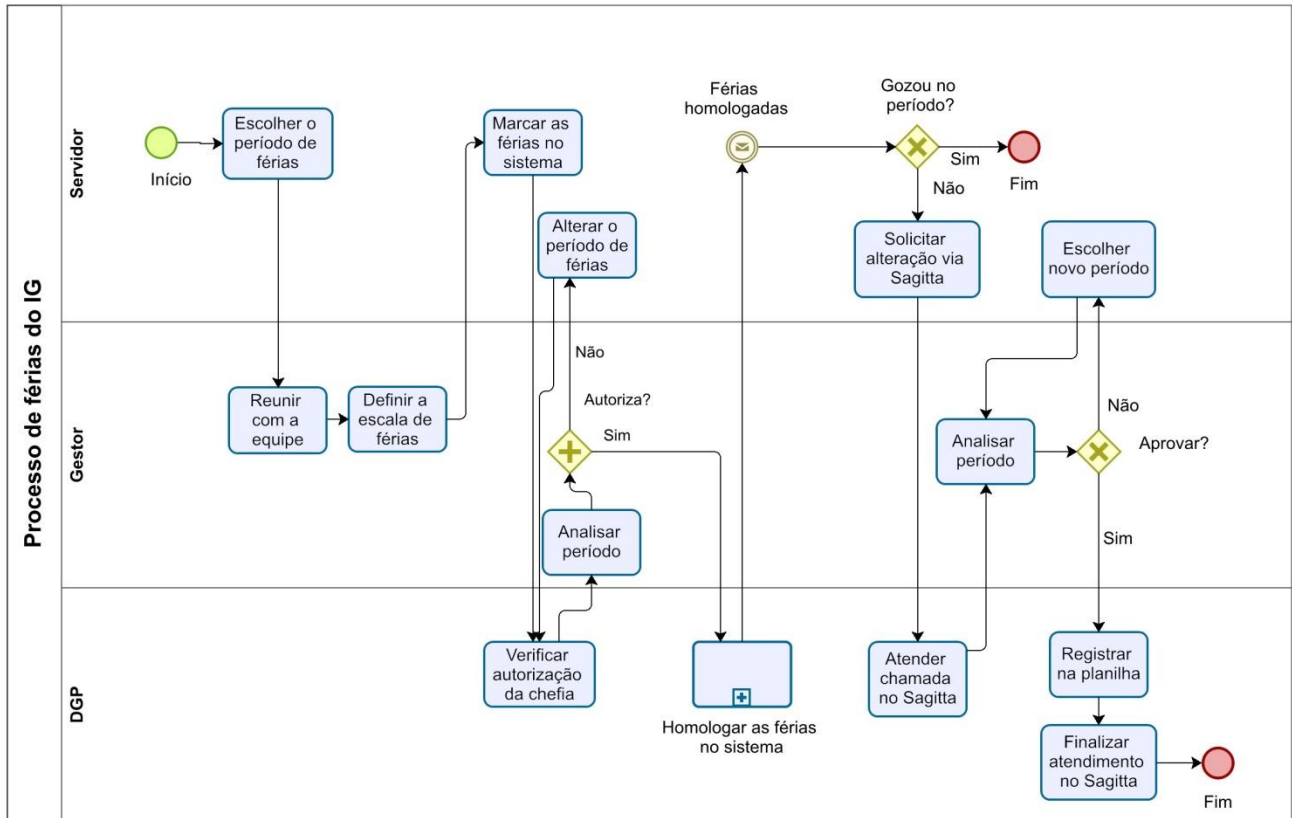 Processo de férias do IG
Servidor
Início
Escolher o
período de
férias
Marcar as
férias no
sistema
Alterar o
período de
férias
Férias
homologadas
Gozou no
período?
Sim
Fim
Não
Solicitar
alteração via
Sagitta
Escolher
novo período
Gestor
Reunir
com a
equipe
Definir a
escala de
férias
Não
Autoriza?
Sim
Analisar
período
Analisar
período
Não
Aprovar?
Sim
DGP
Verificar
autorização
da chefia
Homologar as férias
no sistema
Atender
chamada
no Sagitta
Registrar
na planilha
Finalizar
atendimento
no Sagitta
Fim